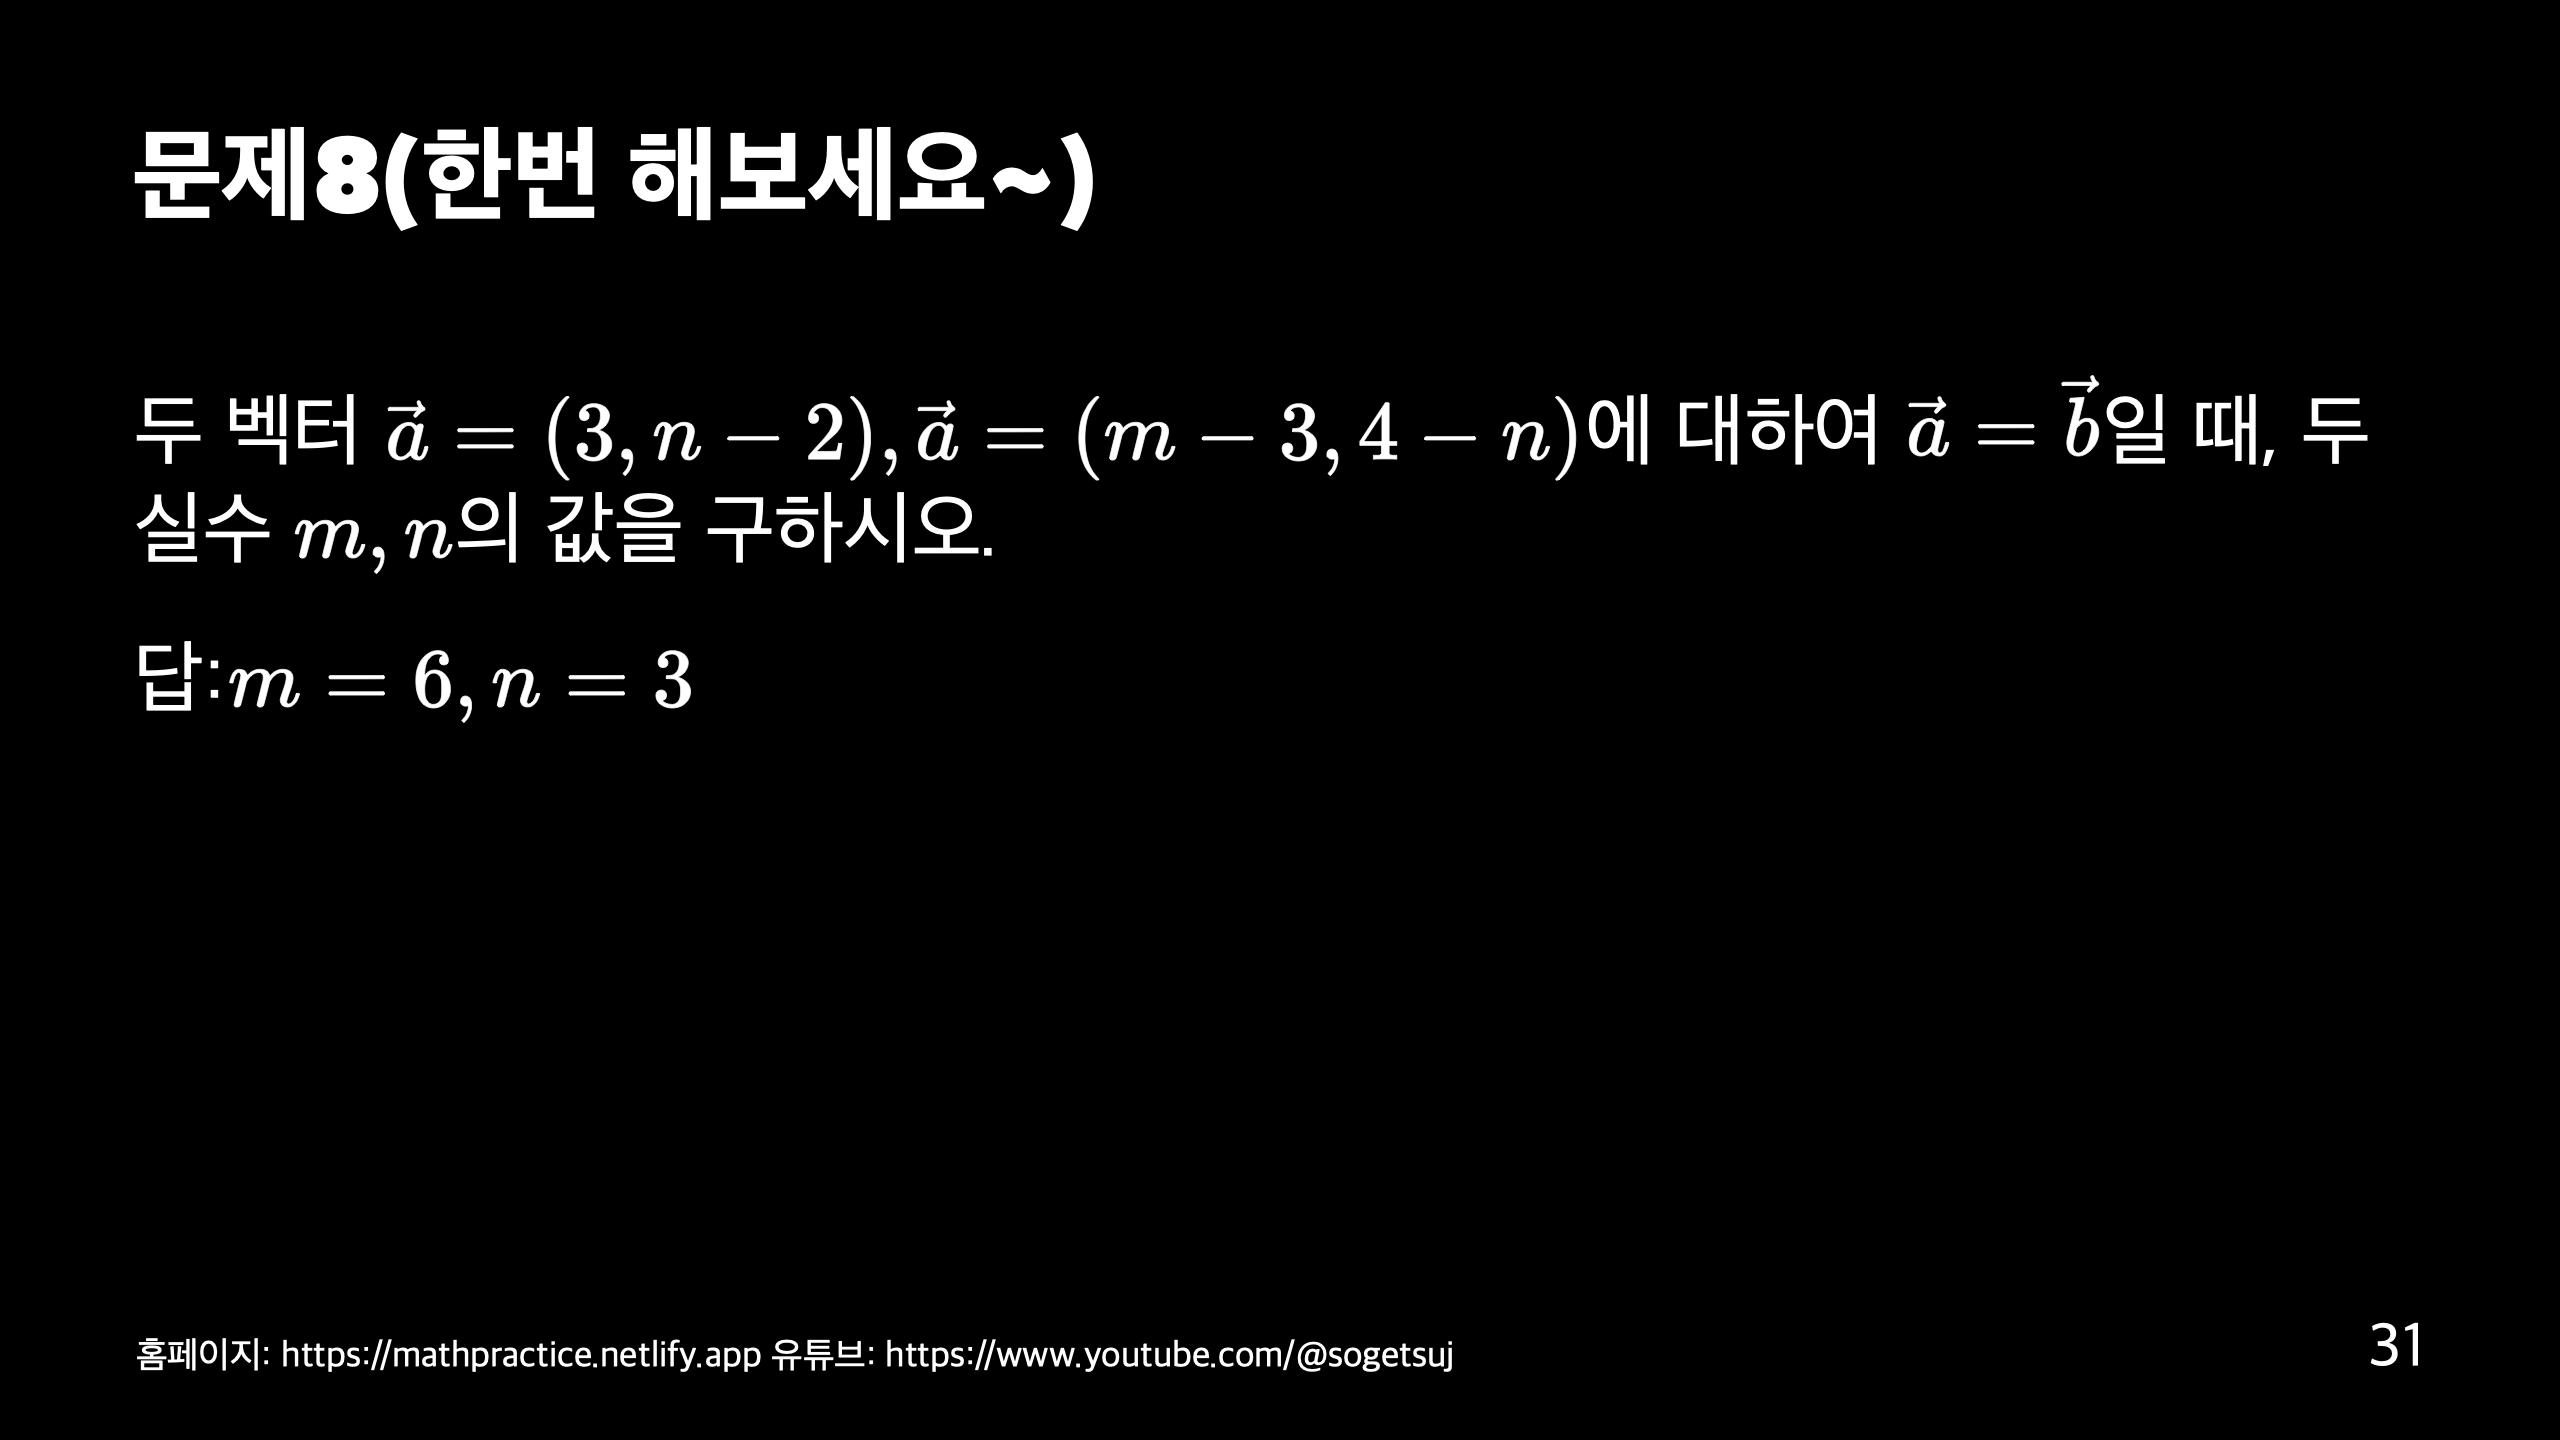 문제8(한번 해보세요~)
두 벡터 $\vec{a} = (3, n - 2), \vec{a} = (m - 3, 4 - n)$에 대하여 $\vec{a} = \vec{b}$일 때, 두
실수 $m, n$의 값을 구하시오.
답:$m = 6, n = 3$
홈페이지: https://mathpractice.netlify.app 유튜브: https://www.youtube.com/@sogetsuj
31